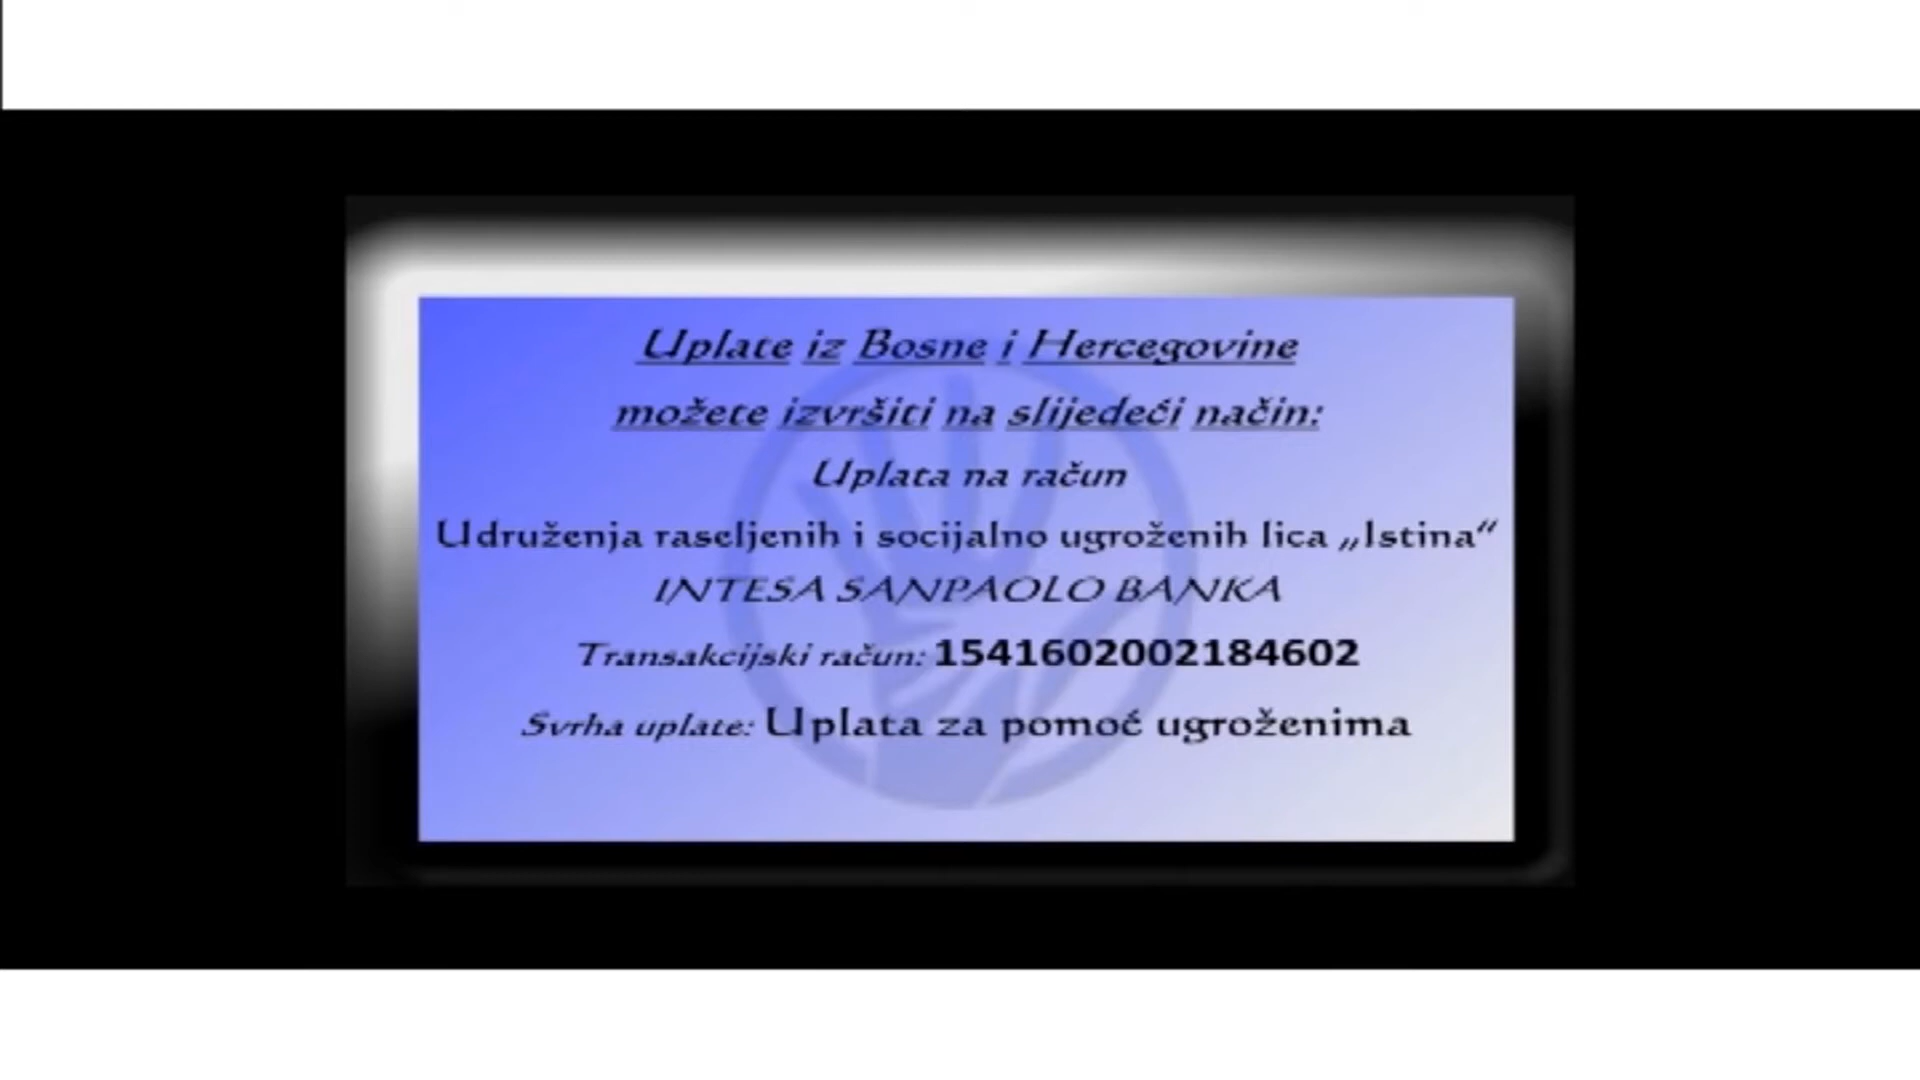 Uplate iz Bosne i Hercegovine
možete izvršiti na slijedeći način:
Uplata na račun
Udruženja raseljenih i socijalno ugroženih lica „Istina“
INTESA SANPAOLO BANKA
Transakcijski račun: 1541602002184602
Svrha uplate: Uplata za pomoć ugroženima